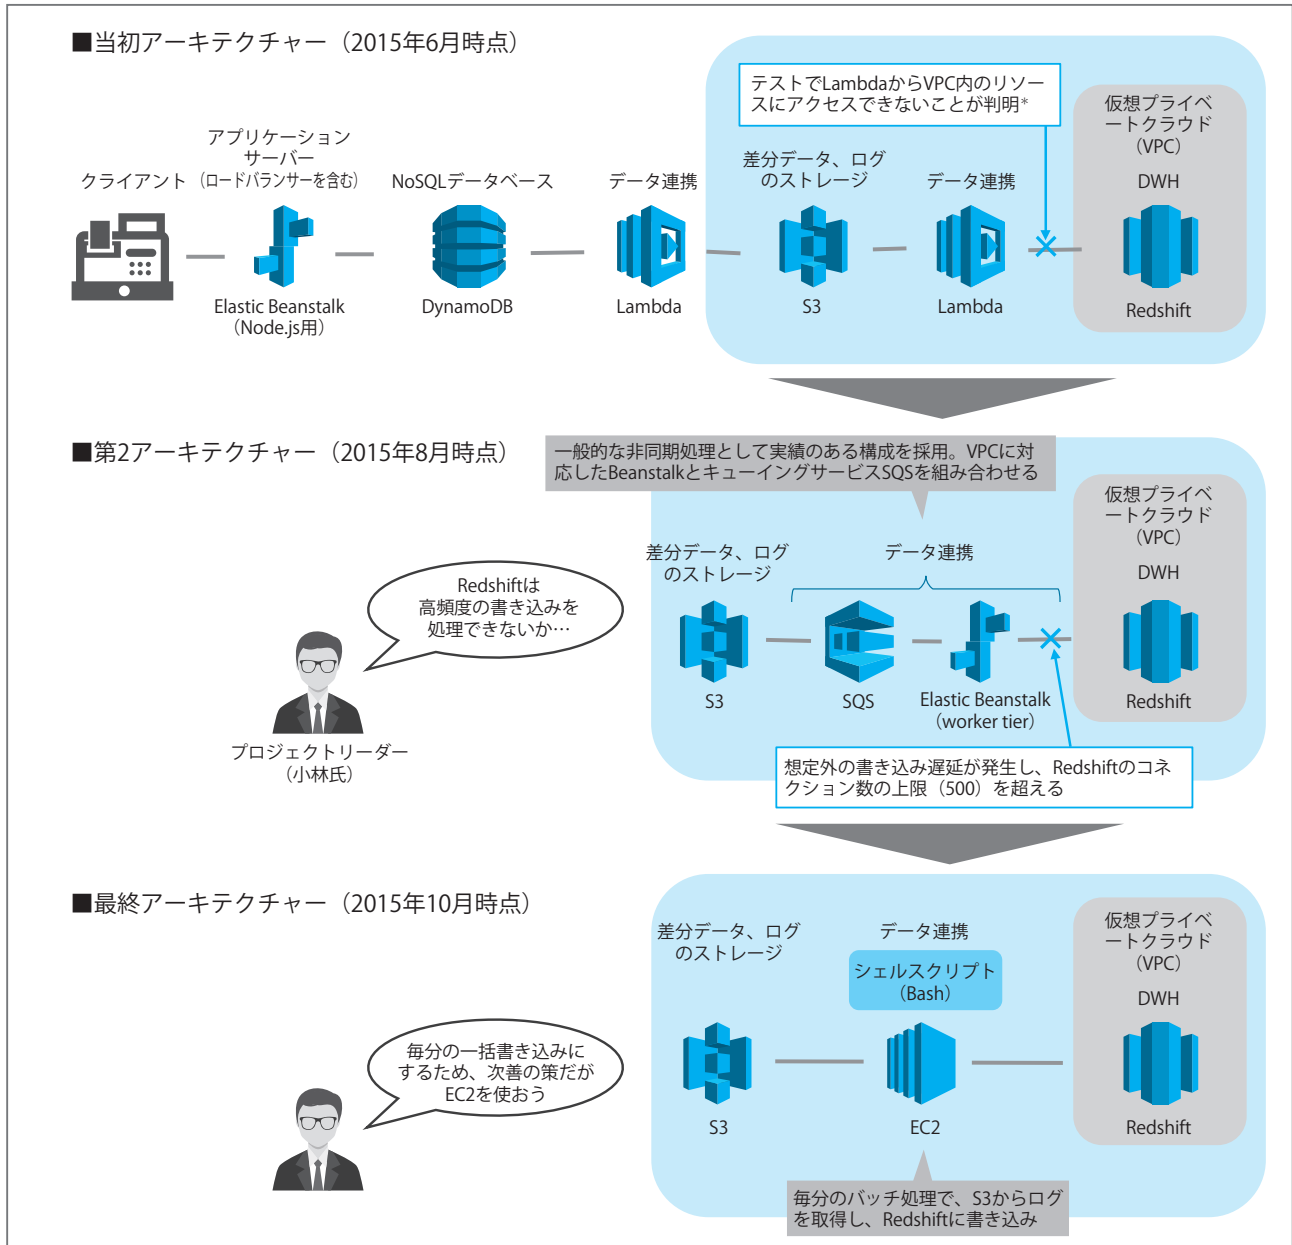 ■当初アーキテクチャー（2015年6月時点）
テストでLambdaからVPC内のリソー
スにアクセスできないことが判明*
仮想プライベ
ートクラウド
（VPC）
DWH
クライアント
アプリケーション
サーバー
（ロードバランサーを含む）
NoSQLデータベース
データ連携
差分データ、ログ
のストレージ
データ連携
Elastic Beanstalk
（Node.js用）
DynamoDB
Lambda
S3
Lambda
Redshift
■第2アーキテクチャー（2015年8月時点）
一般的な非同期処理として実績のある構成を採用。VPCに対
応したBeanstalkとキューイングサービスSQSを組み合わせる
仮想プライベ
ートクラウド
（VPC）
DWH
差分データ、ログ
のストレージ
データ連携
Redshiftは
高頻度の書き込みを
処理できないか…
S3
SQS
Elastic Beanstalk
（worker tier）
Redshift
プロジェクトリーダー
（小林氏）
想定外の書き込み遅延が発生し、Redshiftのコネ
クション数の上限（500）を超える
■最終アーキテクチャー（2015年10月時点）
差分データ、ログ
のストレージ
データ連携
シェルスクリプト
（Bash）
仮想プライベ
ートクラウド
（VPC）
DWH
毎分の一括書き込みに
するため、次善の策だが
EC2を使おう
S3
EC2
Redshift
毎分のバッチ処理で、S3からログ
を取得し、Redshiftに書き込み